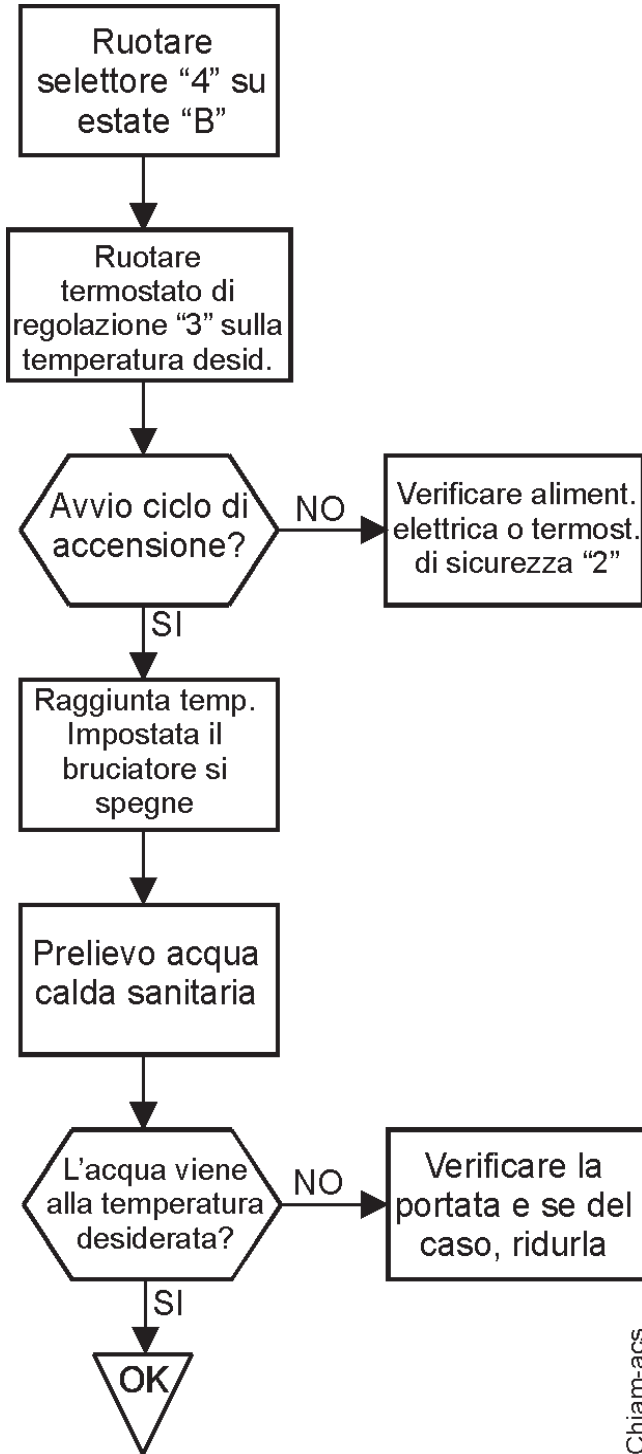 Ruotare
selettore “4” su
estate “B”
Ruotare
termostato di
regolazione “3” sulla
temperatura desid.
Avvio ciclo di
accensione?
NO
Verificare aliment.
elettrica o termost.
di sicurezza “2”
SI
Raggiunta temp.
Impostata il
bruciatore si
spegne
Prelievo acqua
calda sanitaria
L’acqua viene
alla temperatura
desiderata?
NO
Verificare la
portata e se del
caso, ridurla
SI
OK
Chiam-acs